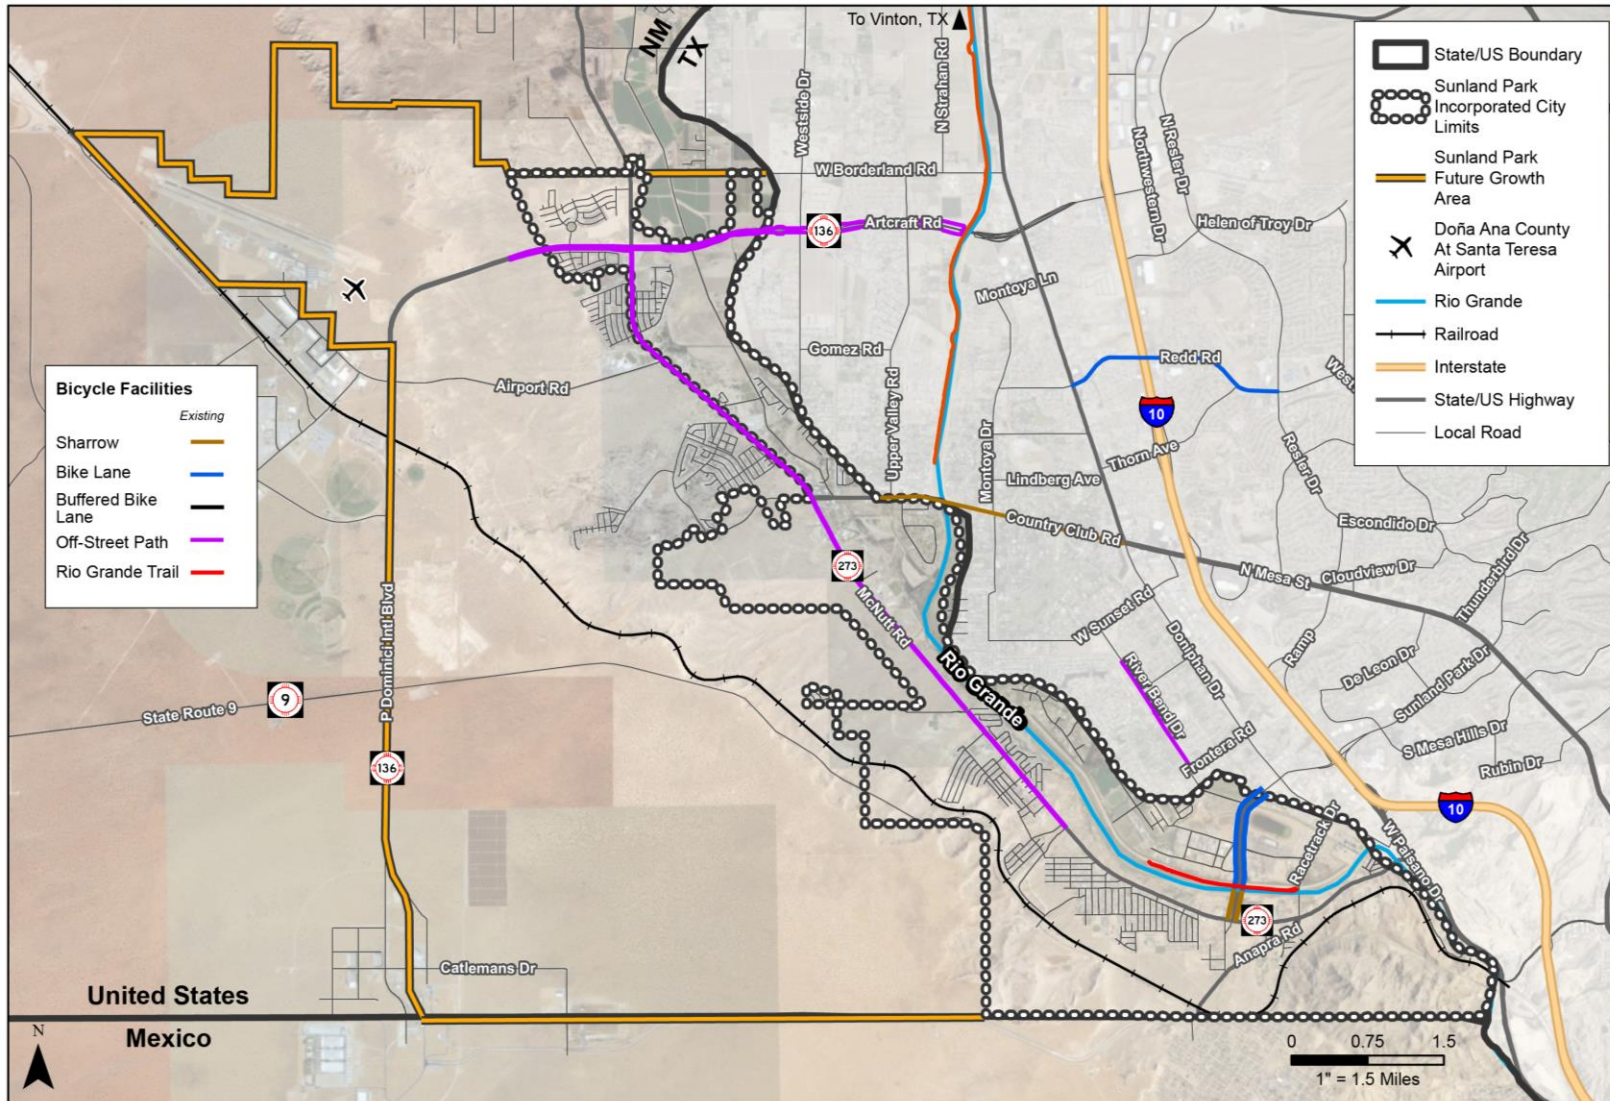 To Vinton, TX
NM
TX
Westside Dr
N Strahan Rd
W Borderland Rd
136
Artcraft Rd
Northwestern Dr
N Resler Dr
Helen of Troy Dr
Montoya Ln
Gomez Rd
Redd Rd
Airport Rd
Upper Valley Rd
10
Montoya Dr
Thorn Ave
Lindberg Ave
Resler Dr
Country Club Rd
Escondido Dr
N Mesa St
Cloudview Dr
Thunderbird Dr
273
McNutt Rd
W Sunset Rd
Doniphan Dr
Ramp
De Leon Dr
Sunland Park Dr
River Bend Dr
Rio Grande
Frontera Rd
S Mesa Hills Dr
Rubin Dr
10
P Dominici Intl Blvd
State Route 9
9
136
Racetrack Dr
W Paisano Dr
273
Anapra Rd
Catlemans Dr
United States
Mexico
N
0 0.75 1.5
1" = 1.5 Miles
State/US Boundary
Sunland Park
Incorporated City
Limits
Sunland Park
Future Growth
Area
Doña Ana County
At Santa Teresa
Airport
Rio Grande
Railroad
Interstate
State/US Highway
Local Road
Bicycle Facilities
Existing
Sharrow
Bike Lane
Buffered Bike
Lane
Off-Street Path
Rio Grande Trail